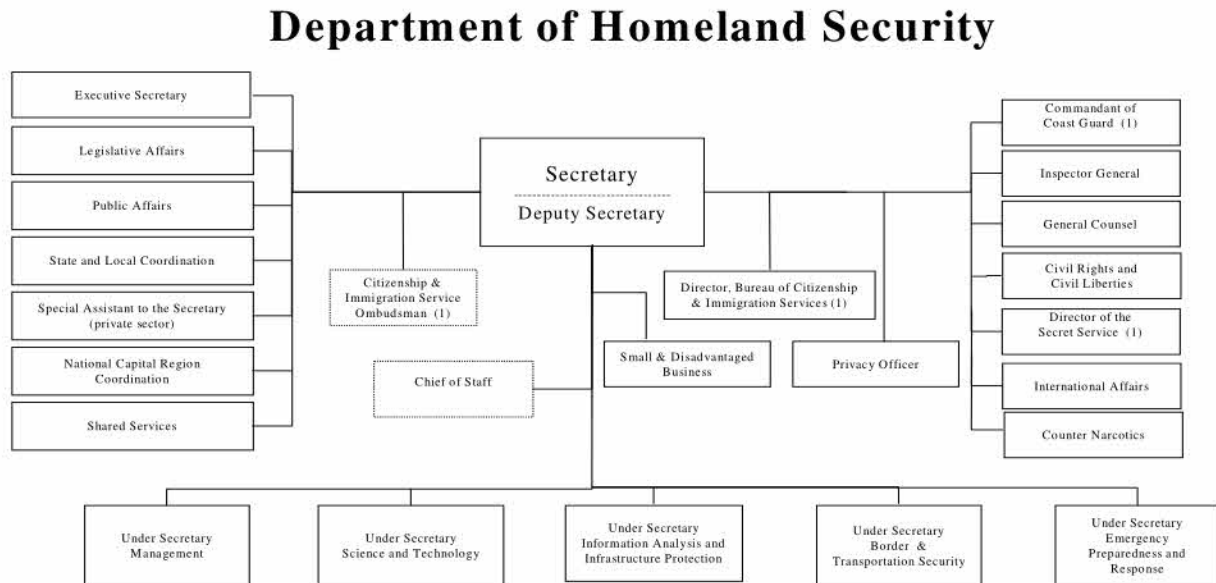 Department of Homeland Security
Executive Secretary
Legislative Affairs
Public Affairs
State and Local Coordination
Special Assistant to the Secretary
(private sector)
National Capital Region
Coordination
Shared Services
Secretary
Deputy Secretary
Citizenship &
Immigration Service
Ombudsman (1)
Chief of Staff
Small & Disadvantaged
Business
Director, Bureau of Citizenship
& Immigration Services (1)
Privacy Officer
Commandant of
Coast Guard (1)
Inspector General
General Counsel
Civil Rights and
Civil Liberties
Director of the
Secret Service (1)
International Affairs
Counter Narcotics
Under Secretary
Management
Under Secretary
Science and Technology
Under Secretary
Information Analysis and
Infrastructure Protection
Under Secretary
Border &
Transportation Security
Under Secretary
Emergency
Preparedness and
Response